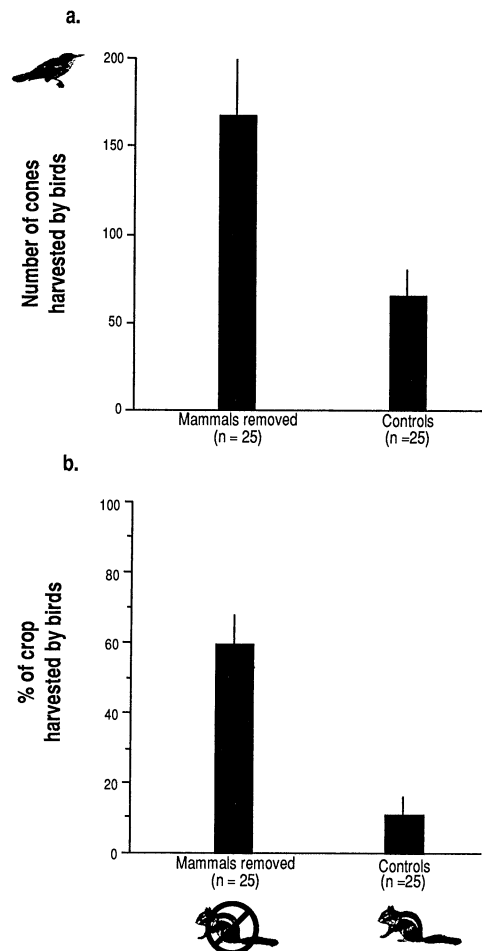 a.
Number of cones
harvested by birds
200
150
100
50
0
Mammals removed
(n = 25)
Controls
(n =25)
b.
% of crop
harvested by birds
100
80
60
40
20
0
Mammals removed
(n = 25)
Controls
(n =25)